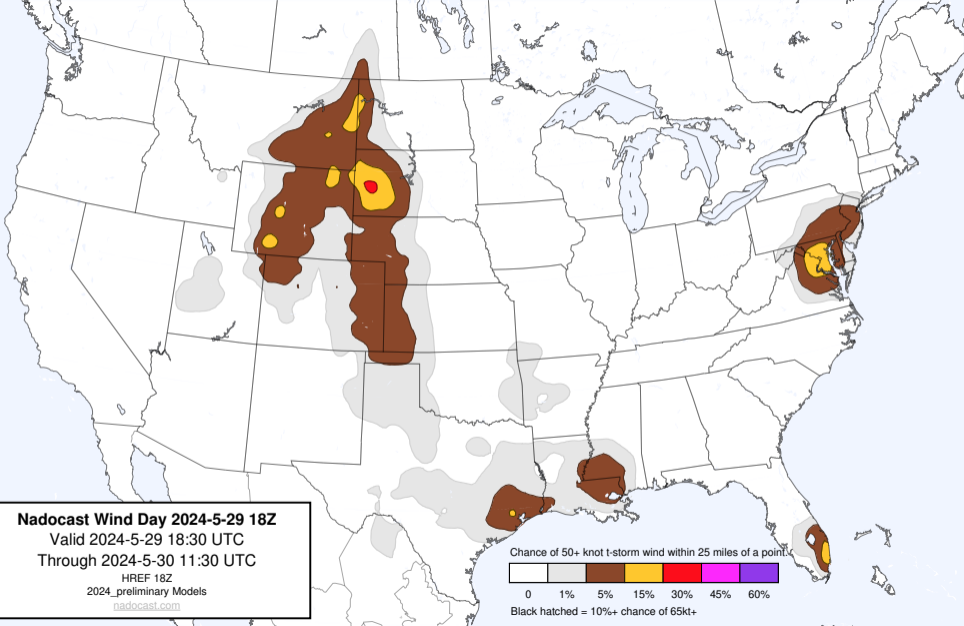 Nadocast Wind Day 2024-5-29 18Z
Valid 2024-5-29 18:30 UTC
Through 2024-5-30 11:30 UTC
HREF 18Z
2024_preliminary Models
nadocast.com
Chance of 50+ knot t-storm wind within 25 miles of a point.
0 1% 5% 15% 30% 45% 60%
Black hatched = 10%+ chance of 65kt+